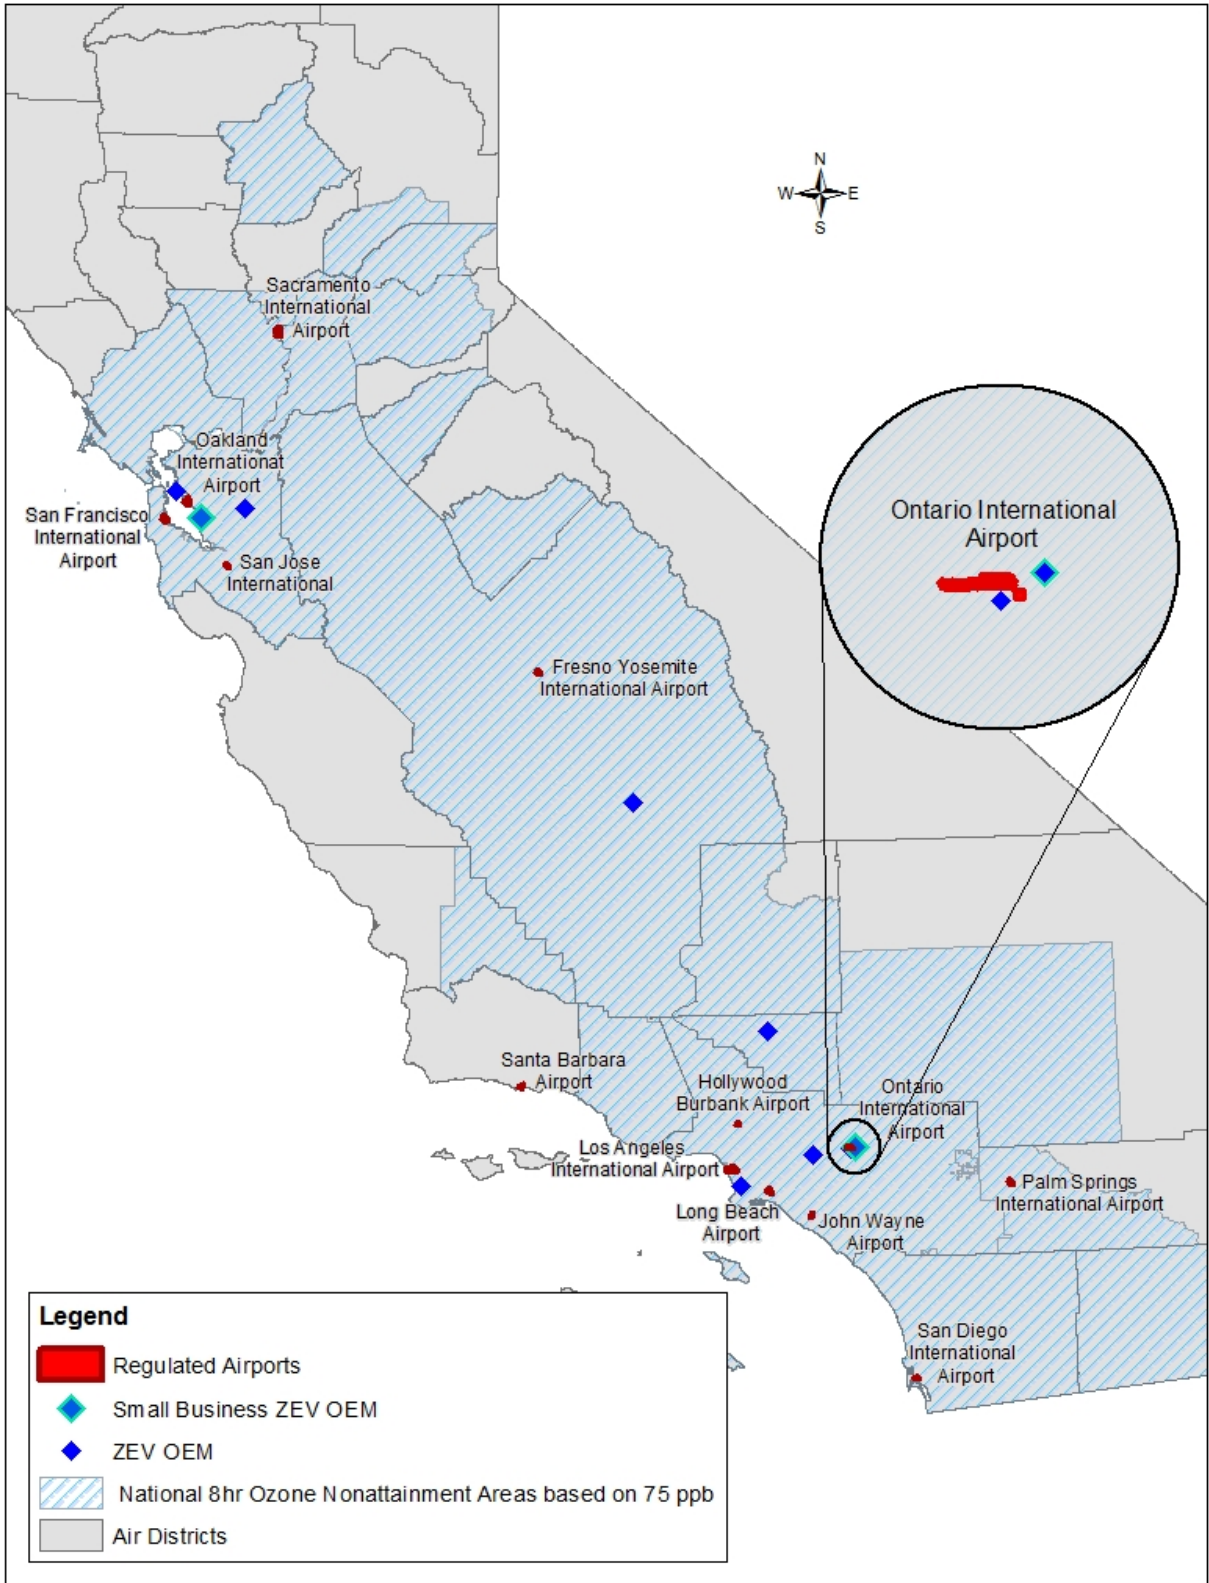 N
W
E
S
Sacramento
International
Airport
Oakland
Internationat
Airport
San Francisco
International
Airport
San Jose
International
Ontario International
Airport
Fresno Yosemite
International Airport
Santa Barbara
Airport
Hollywood
Burbank Airport
Ontario
International
Airport
Los Angeles
International Airport
Palm Springs
International Airport
Long Beach
Airport
John Wayne
Airport
San Diego
International
Airport
Legend
Regulated Airports
Small Business ZEV OEM
ZEV OEM
National 8hr Ozone Nonattainment Areas based on 75 ppb
Air Districts